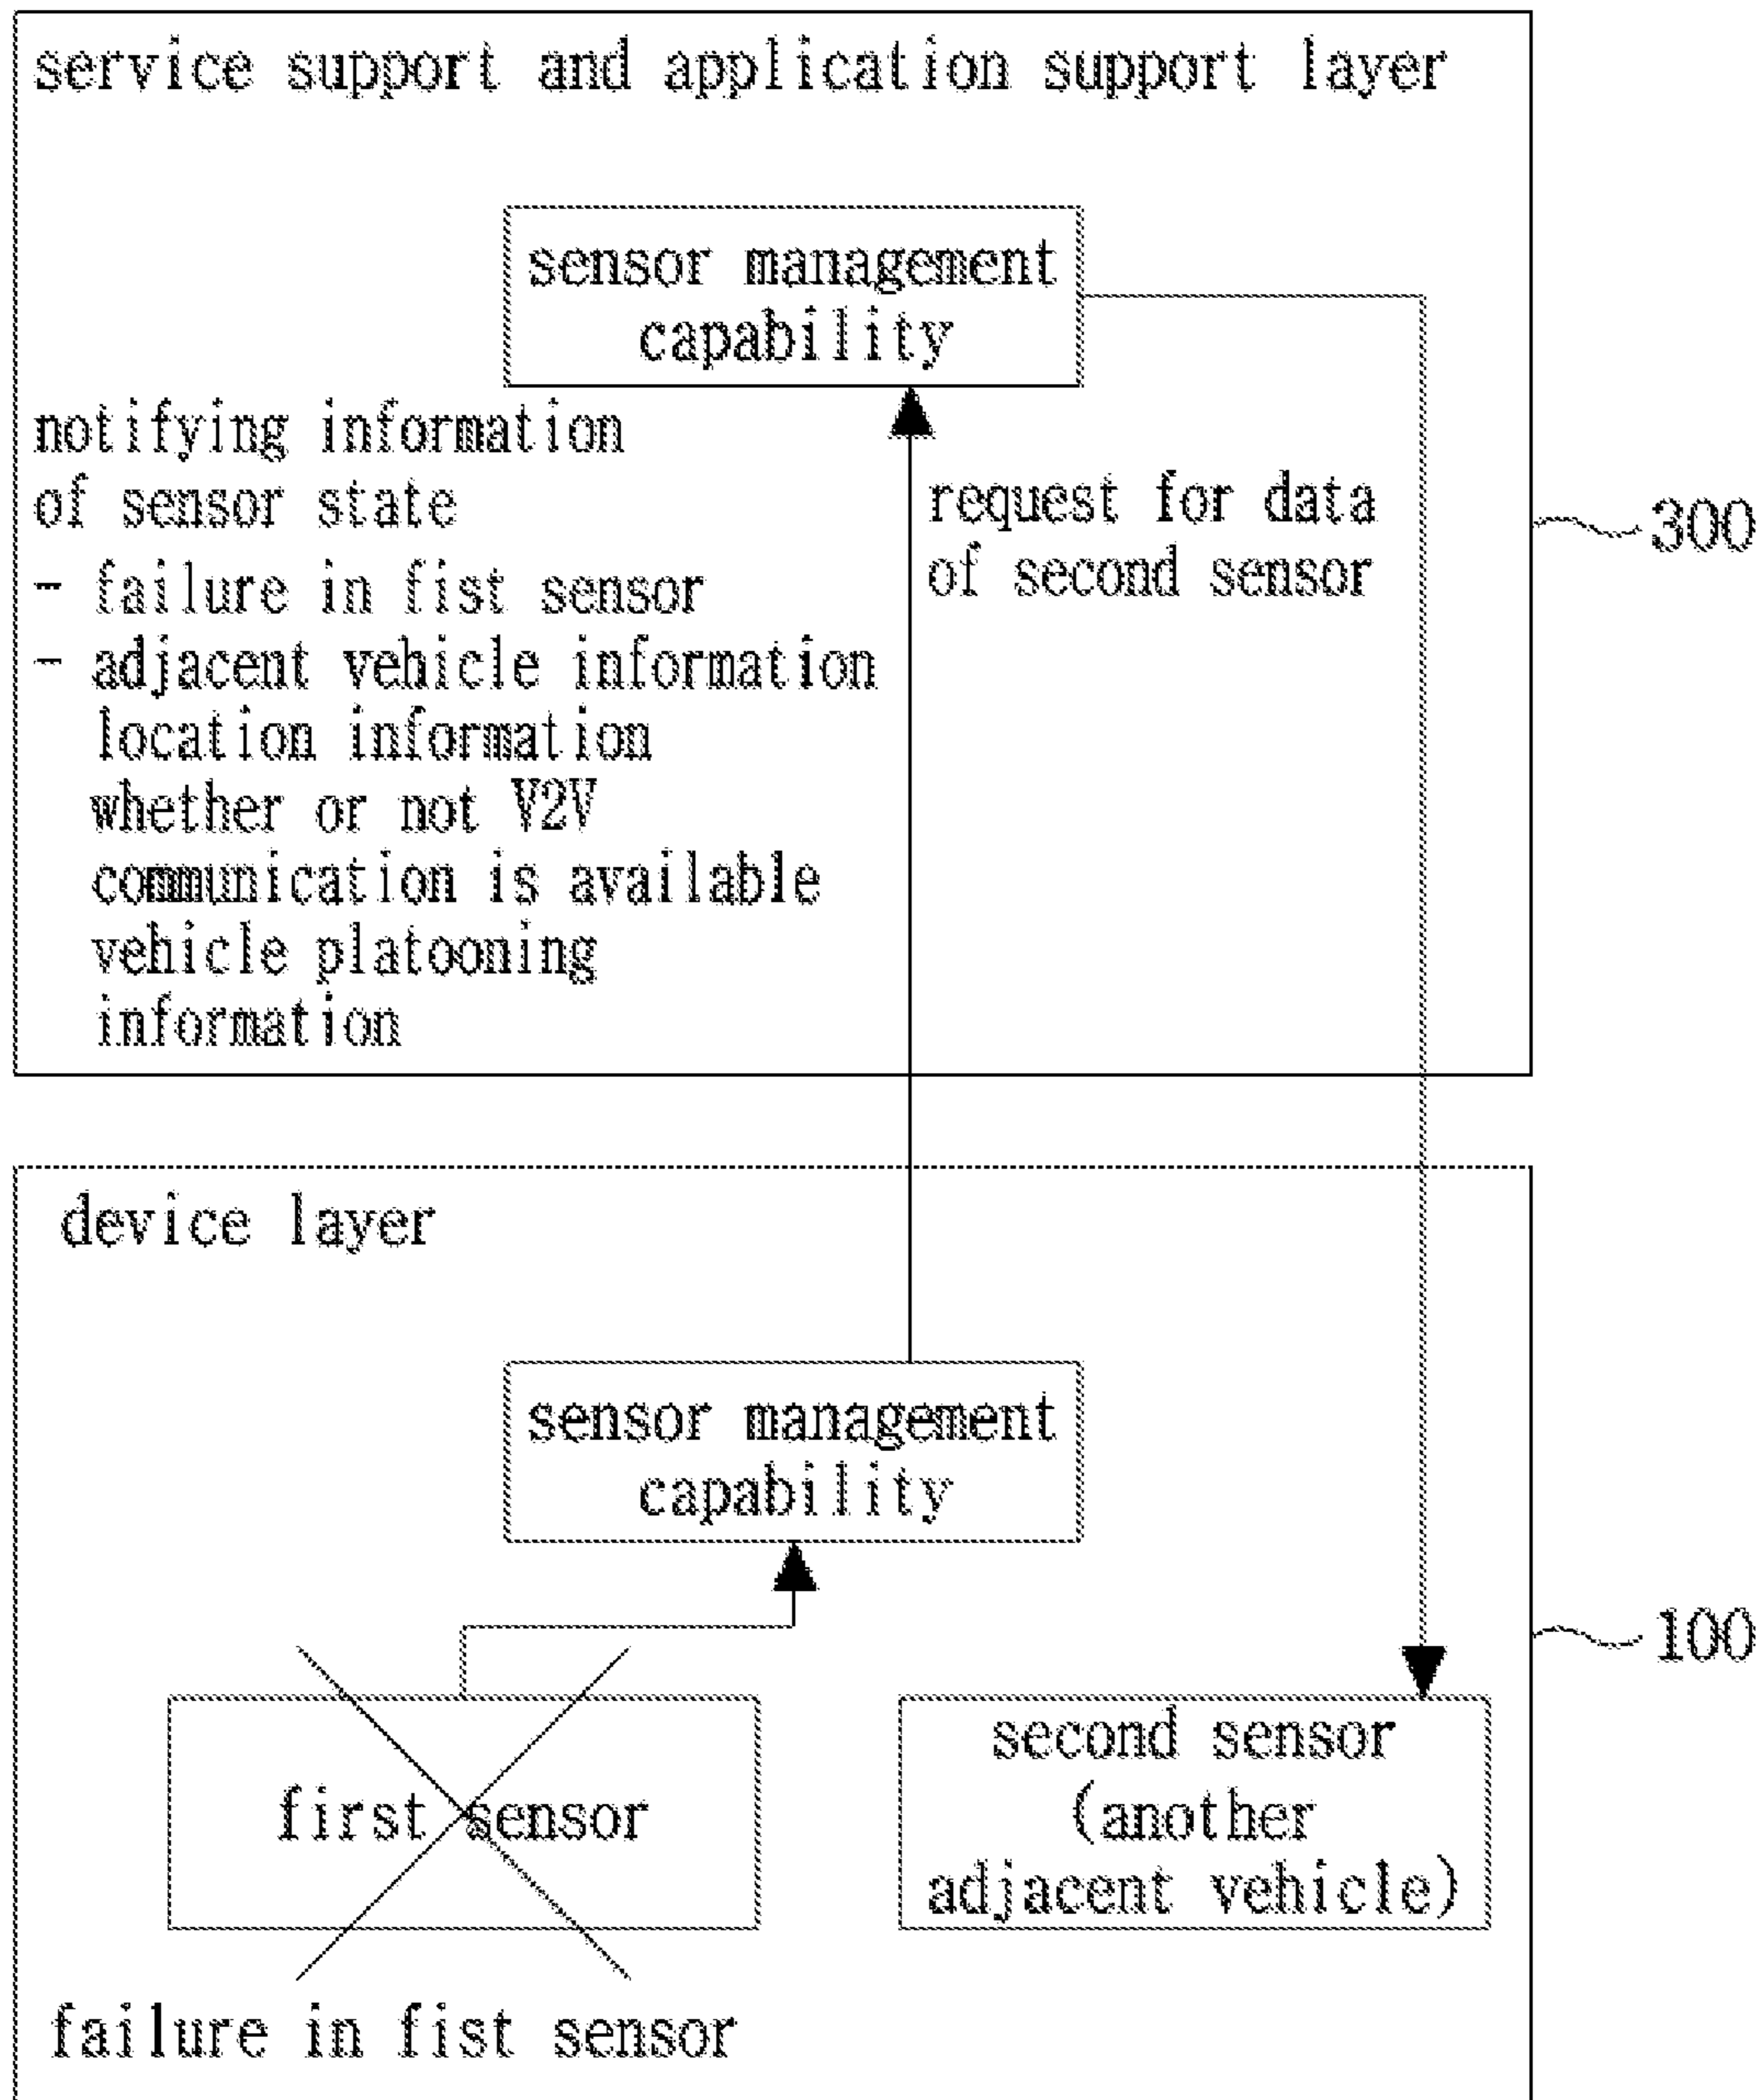 service support and application support layer
sensor management
capability
notifying information
of sensor state
- failure in fist sensor
- adjacent vehicle information
location information
whether or not V2V
communication is available
vehicle platooning
information
request for data
of second sensor
300
device layer
sensor management
capability
100
first sensor
second sensor
(another
adjacent vehicle)
failure in fist sensor